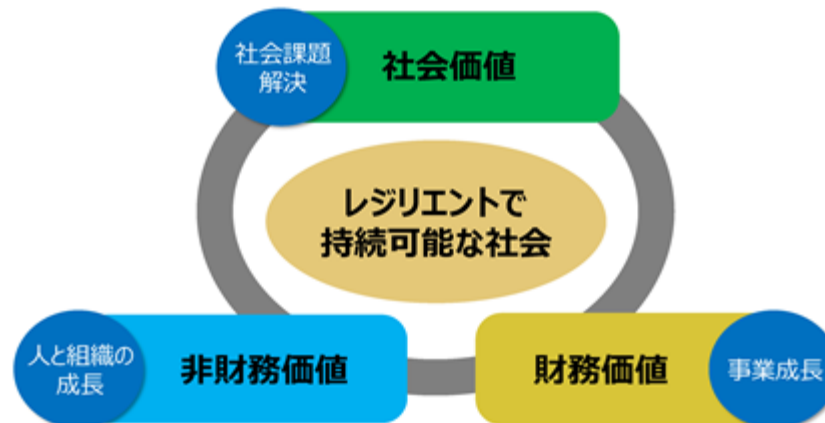 社会課題
解決
社会価値
レジリエントで
持続可能な社会
人と組織の
成長
非財務価値
財務価値
事業成長